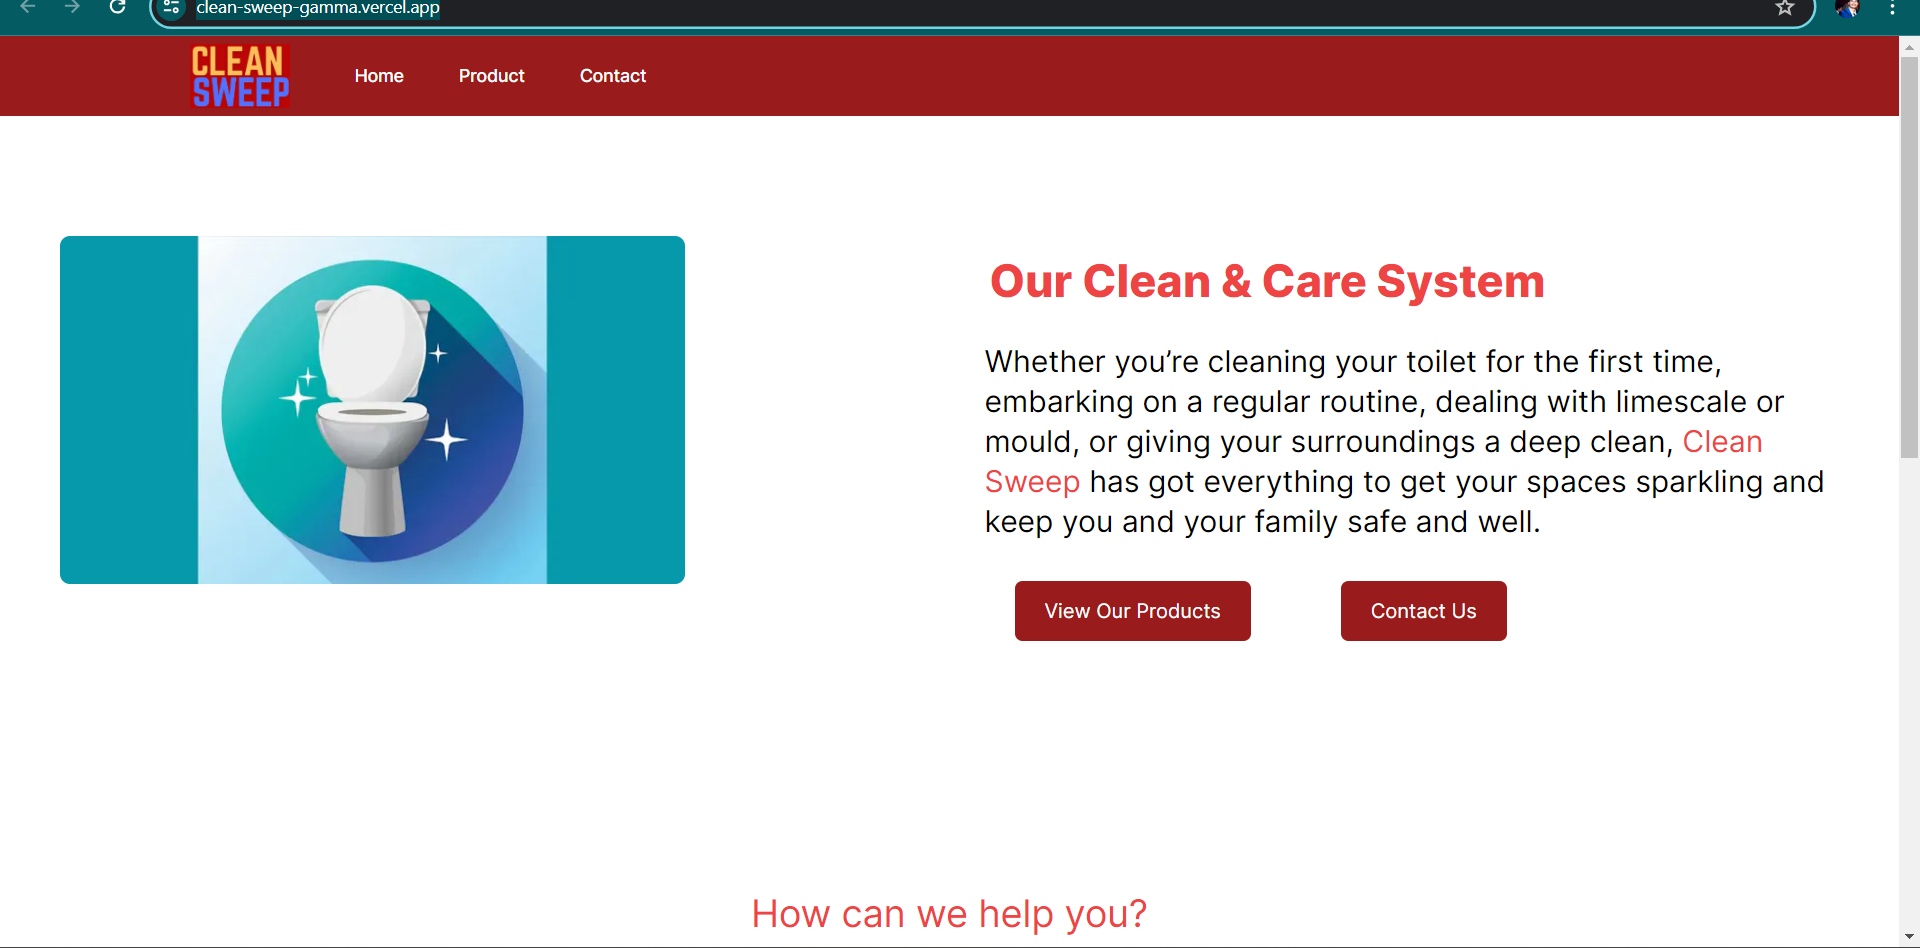 clean-sweep-gamma.vercel.app
CLEAN
SWEEP
Home Product Contact
Our Clean & Care System
Whether you’re cleaning your toilet for the first time,
embarking on a regular routine, dealing with limescale or
mould, or giving your surroundings a deep clean, Clean
Sweep has got everything to get your spaces sparkling and
keep you and your family safe and well.
View Our Products Contact Us
How can we help you?